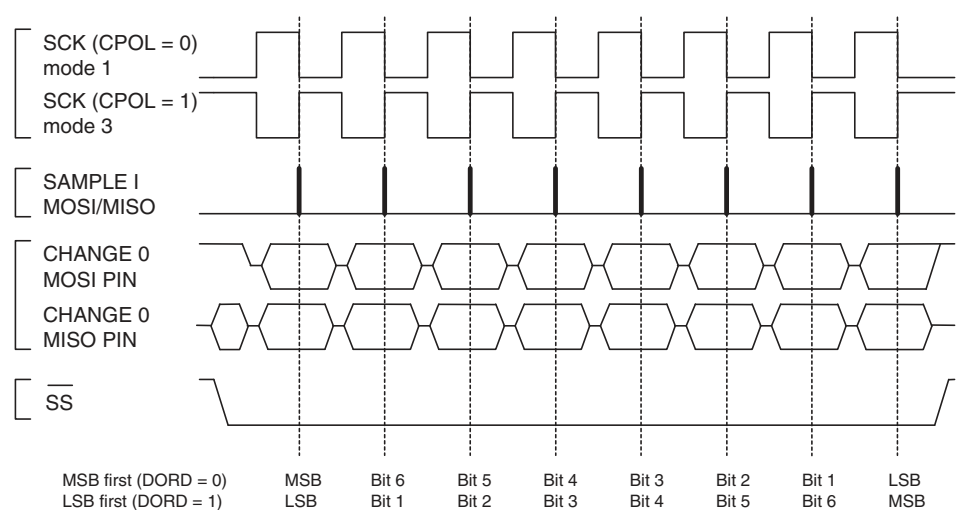 SCK (CPOL = 0)
mode 1
SCK (CPOL = 1)
mode 3
SAMPLE I
MOSI/MISO
CHANGE 0
MOSI PIN
CHANGE 0
MISO PIN
SS
MSB first (DORD = 0) MSB Bit 6 Bit 5 Bit 4 Bit 3 Bit 2 Bit 1 LSB
LSB first (DORD = 1) LSB Bit 1 Bit 2 Bit 3 Bit 4 Bit 5 Bit 6 MSB